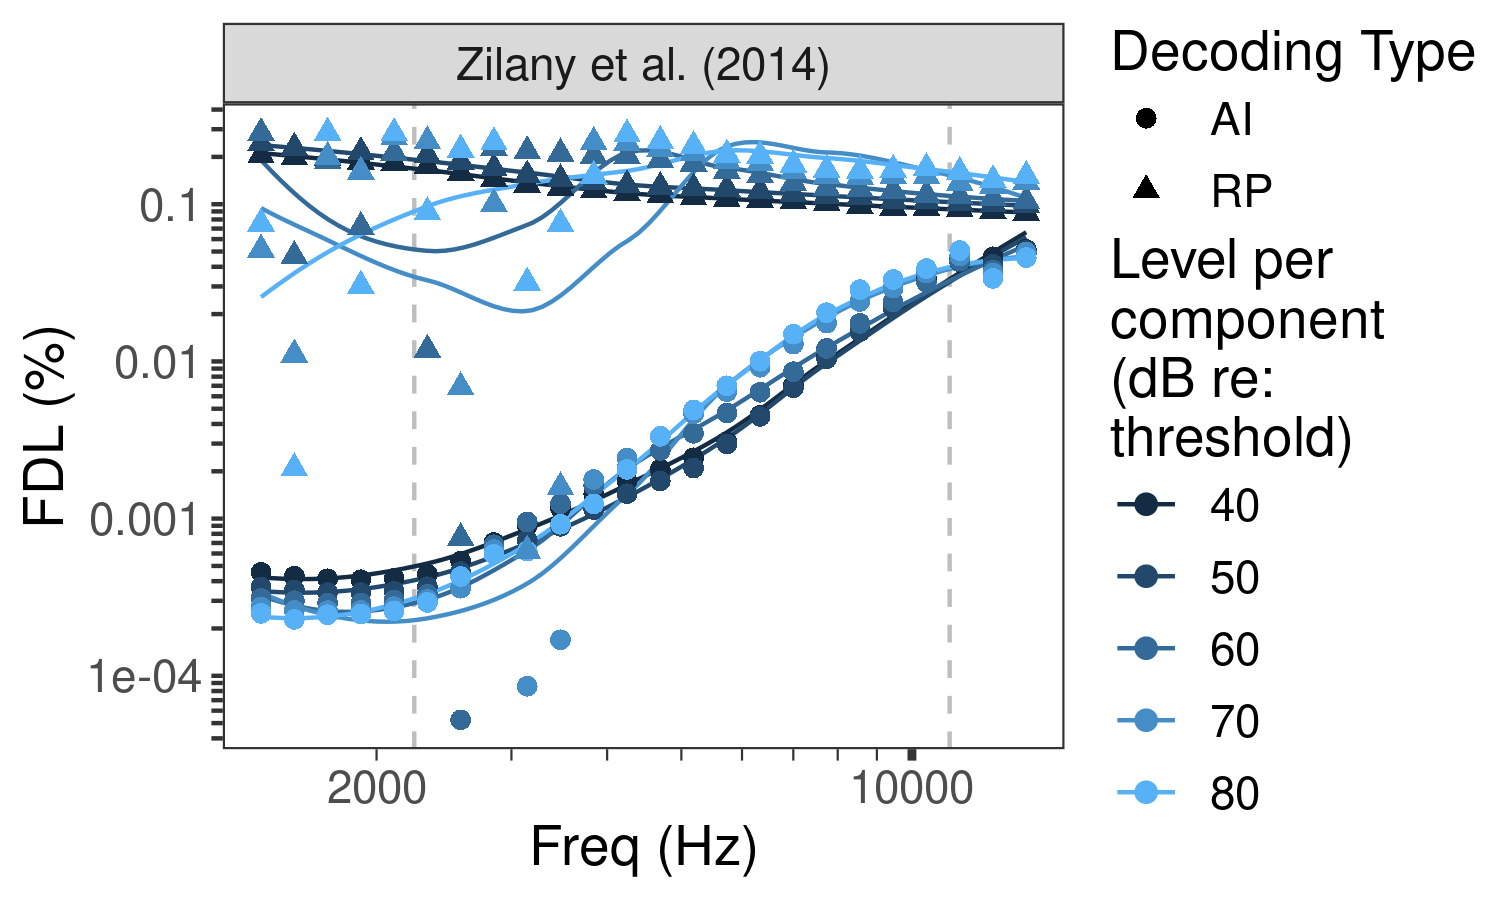 Zilany et al. (2014)
FDL (%)
0.1
0.01
0.001
1e-04
2000
10000
Freq (Hz)
Decoding Type
AI
RP
Level per
component
(dB re:
threshold)
40
50
60
70
80